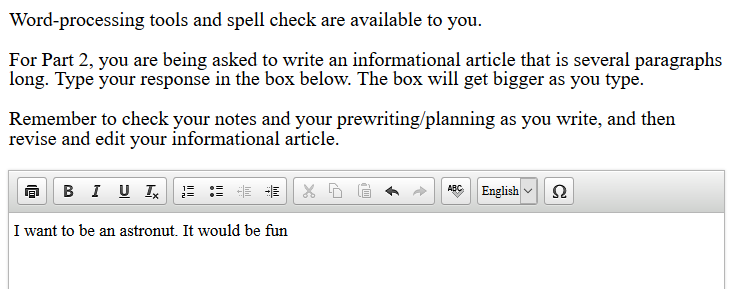 Word-processing tools and spell check are available to you.
For Part 2, you are being asked to write an informational article that is several paragraphs
long. Type your response in the box below. The box will get bigger as you type.
Remember to check your notes and your prewriting/planning as you write, and then
revise and edit your informational article.
B I U Tx ABC English Ω
I want to be an astronut. It would be fun